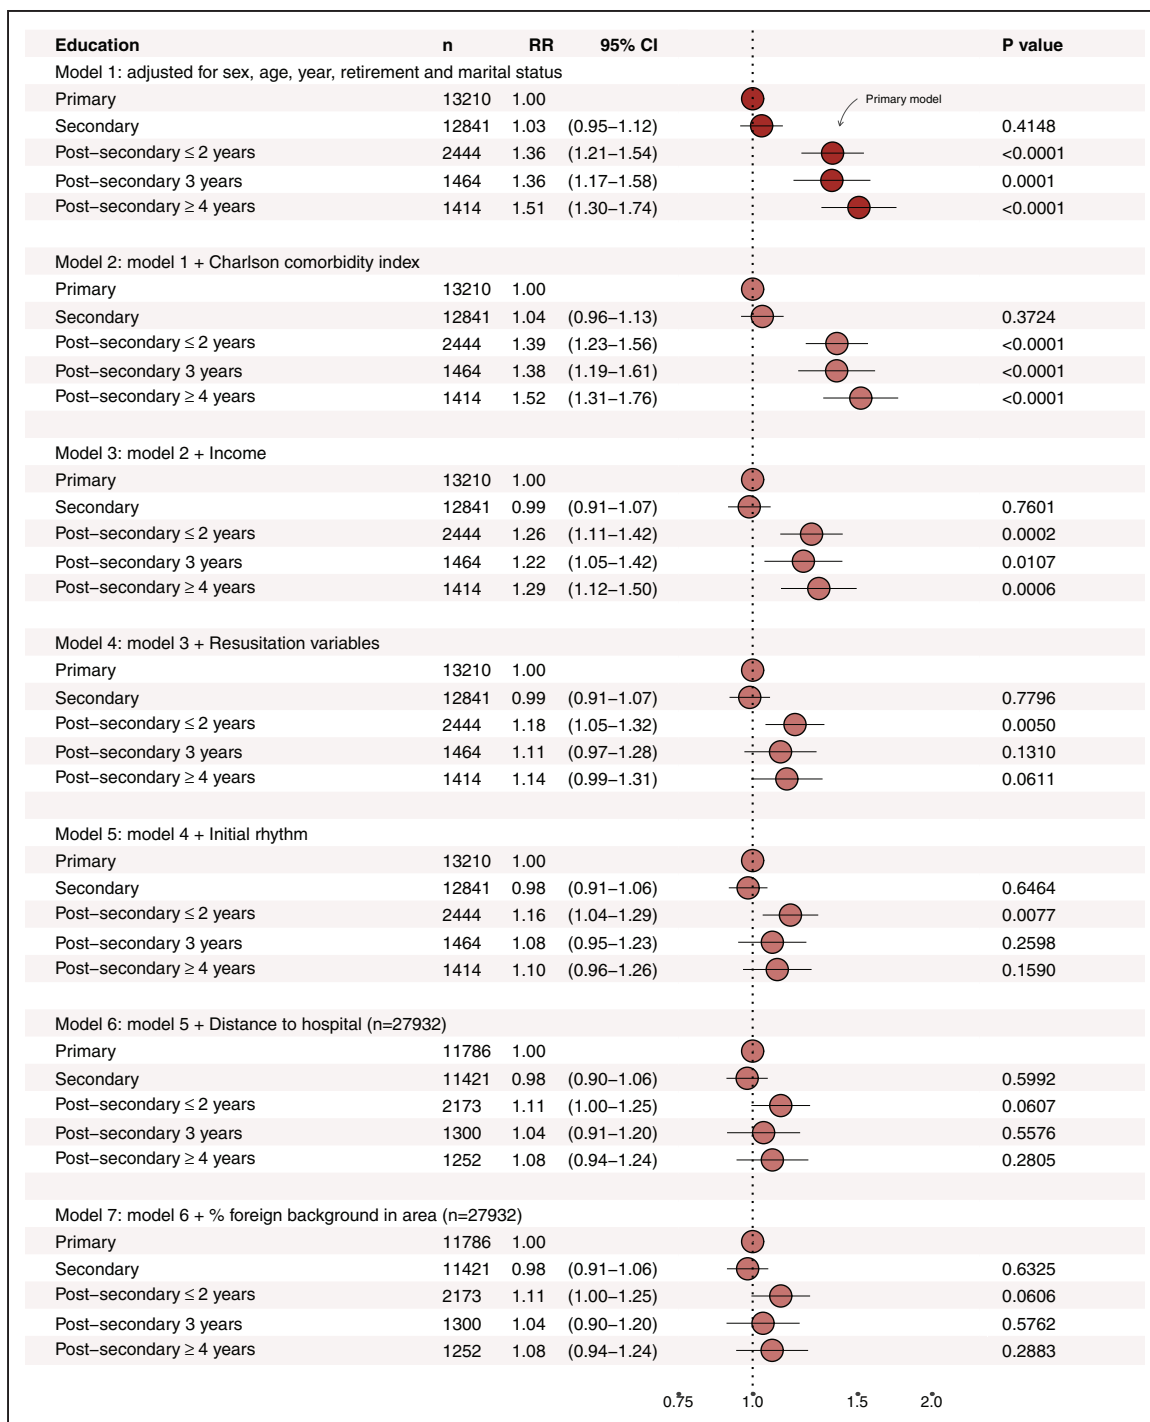 Education n RR 95% CI P value
Model 1: adjusted for sex, age, year, retirement and marital status
Primary 13210 1.00 Primary model
Secondary 12841 1.03 (0.95–1.12) 0.4148
Post–secondary ≤ 2 years 2444 1.36 (1.21–1.54) <0.0001
Post–secondary 3 years 1464 1.36 (1.17–1.58) 0.0001
Post–secondary ≥ 4 years 1414 1.51 (1.30–1.74) <0.0001
Model 2: model 1 + Charlson comorbidity index
Primary 13210 1.00
Secondary 12841 1.04 (0.96–1.13) 0.3724
Post–secondary ≤ 2 years 2444 1.39 (1.23–1.56) <0.0001
Post–secondary 3 years 1464 1.38 (1.19–1.61) <0.0001
Post–secondary ≥ 4 years 1414 1.52 (1.31–1.76) <0.0001
Model 3: model 2 + Income
Primary 13210 1.00
Secondary 12841 0.99 (0.91–1.07) 0.7601
Post–secondary ≤ 2 years 2444 1.26 (1.11–1.42) 0.0002
Post–secondary 3 years 1464 1.22 (1.05–1.42) 0.0107
Post–secondary ≥ 4 years 1414 1.29 (1.12–1.50) 0.0006
Model 4: model 3 + Resusitation variables
Primary 13210 1.00
Secondary 12841 0.99 (0.91–1.07) 0.7796
Post–secondary ≤ 2 years 2444 1.18 (1.05–1.32) 0.0050
Post–secondary 3 years 1464 1.11 (0.97–1.28) 0.1310
Post–secondary ≥ 4 years 1414 1.14 (0.99–1.31) 0.0611
Model 5: model 4 + Initial rhythm
Primary 13210 1.00
Secondary 12841 0.98 (0.91–1.06) 0.6464
Post–secondary ≤ 2 years 2444 1.16 (1.04–1.29) 0.0077
Post–secondary 3 years 1464 1.08 (0.95–1.23) 0.2598
Post–secondary ≥ 4 years 1414 1.10 (0.96–1.26) 0.1590
Model 6: model 5 + Distance to hospital (n=27932)
Primary 11786 1.00
Secondary 11421 0.98 (0.90–1.06) 0.5992
Post–secondary ≤ 2 years 2173 1.11 (1.00–1.25) 0.0607
Post–secondary 3 years 1300 1.04 (0.91–1.20) 0.5576
Post–secondary ≥ 4 years 1252 1.08 (0.94–1.24) 0.2805
Model 7: model 6 + % foreign background in area (n=27932)
Primary 11786 1.00
Secondary 11421 0.98 (0.91–1.06) 0.6325
Post–secondary ≤ 2 years 2173 1.11 (1.00–1.25) 0.0606
Post–secondary 3 years 1300 1.04 (0.90–1.20) 0.5762
Post–secondary ≥ 4 years 1252 1.08 (0.94–1.24) 0.2883
0.75 1.0 1.5 2.0